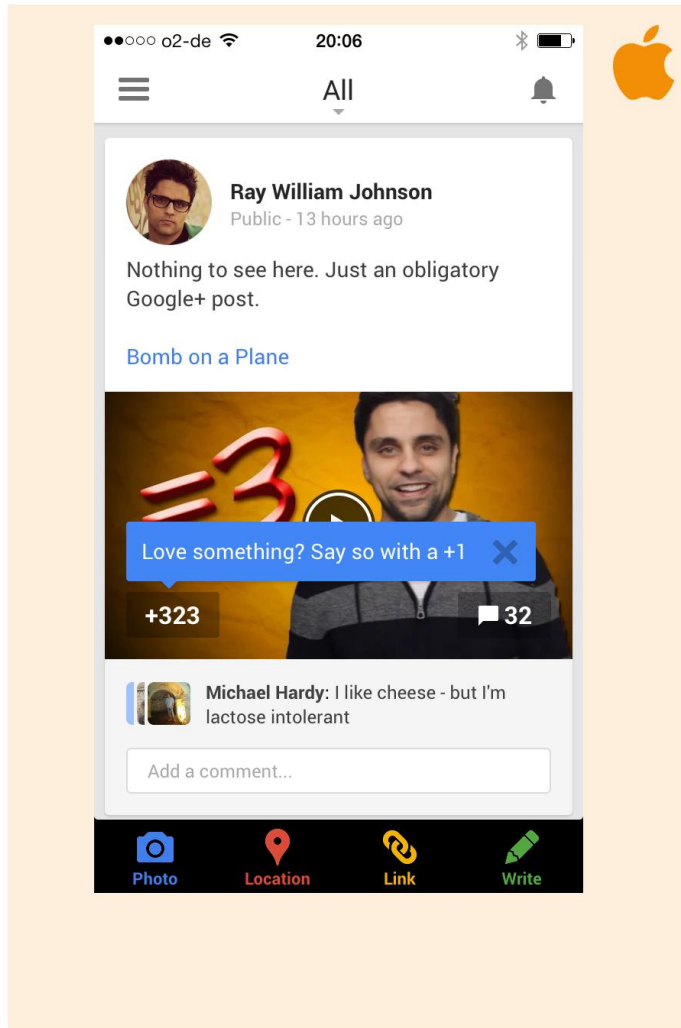 o2-de 20:06
All
Ray William Johnson
Public - 13 hours ago
Nothing to see here. Just an obligatory
Google+ post.
Bomb on a Plane
=3
Love something? Say so with a +1
+323 32
Michael Hardy: I like cheese - but I'm
lactose intolerant
Add a comment...
Photo Location Link Write